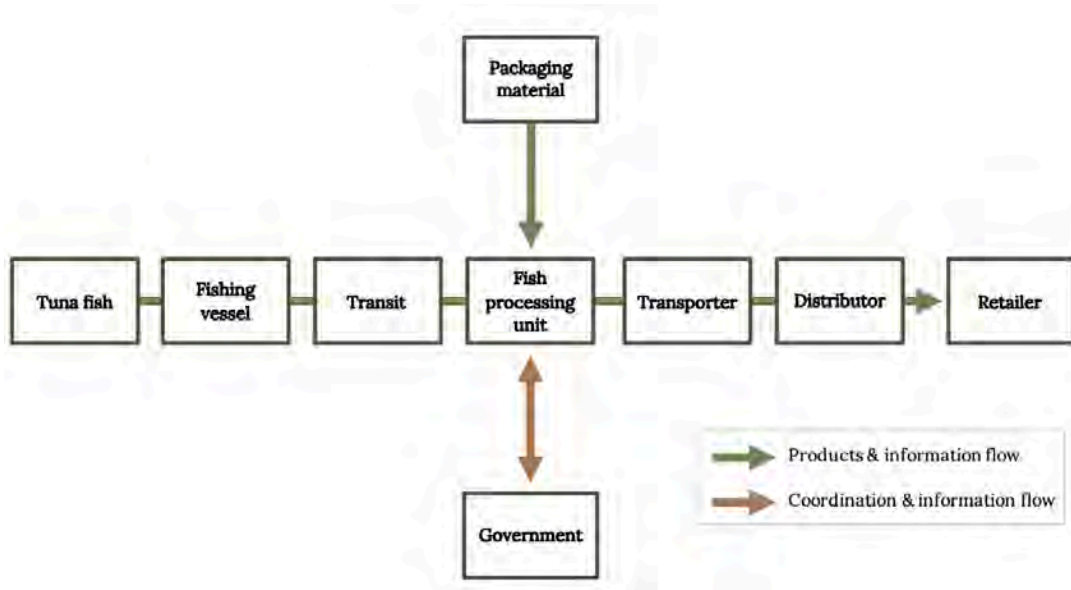 Packaging
material
Tuna fish
Fishing
vessel
Transit
Fish
processing
unit
Transporter
Distributor
Retailer
Products & information flow
Coordination & information flow
Government